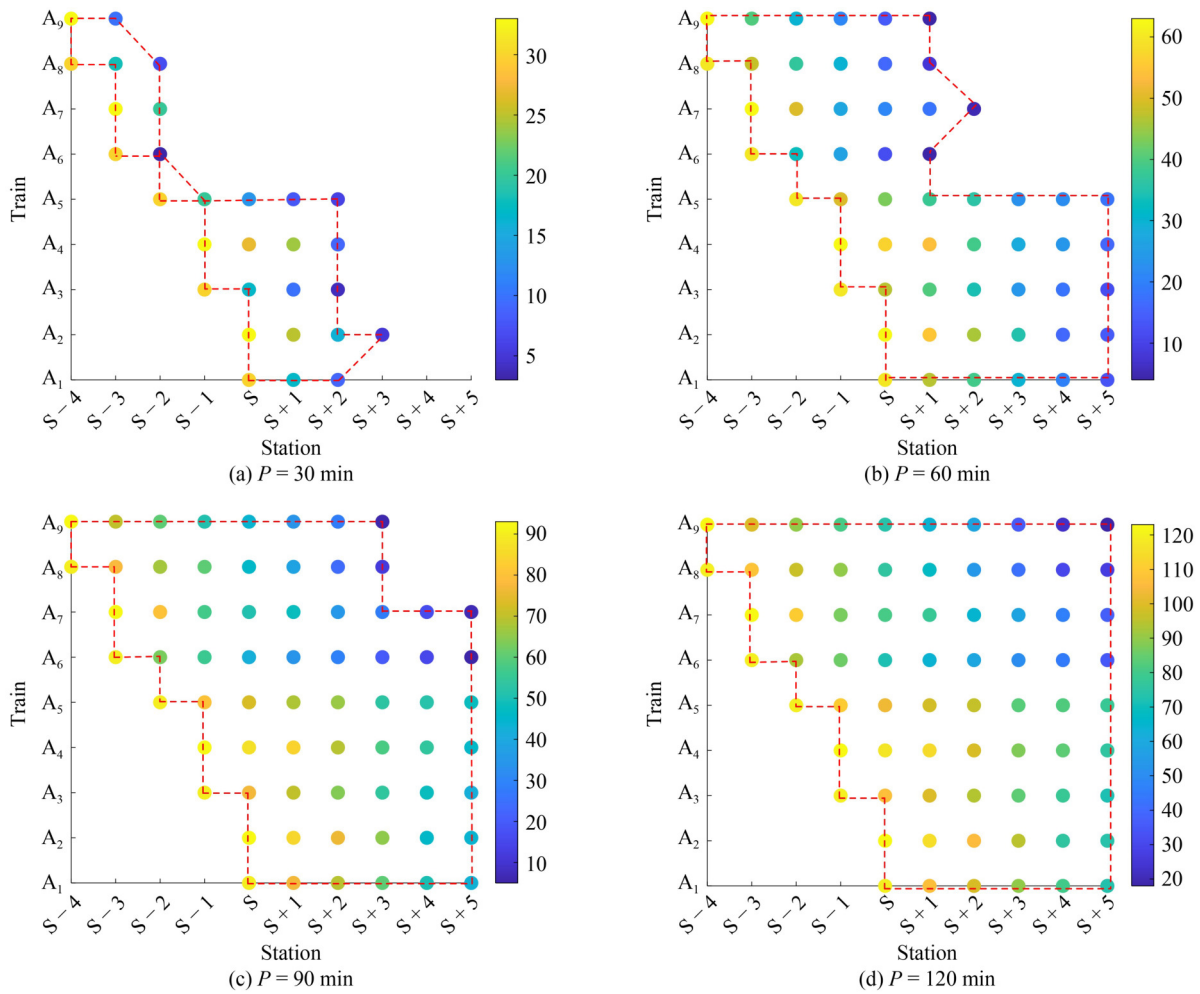 A9
A8
A7
A6
A5
A4
A3
A2
A1
Train
30
25
20
15
10
5
S−4
S−3
S−2
S−1
S
S+1
S+2
S+3
S+4
S+5
Station
(a) P = 30 min
A9
A8
A7
A6
A5
A4
A3
A2
A1
Train
60
50
40
30
20
10
S−4
S−3
S−2
S−1
S
S+1
S+2
S+3
S+4
S+5
Station
(b) P = 60 min
A9
A8
A7
A6
A5
A4
A3
A2
A1
Train
90
80
70
60
50
40
30
20
10
S−4
S−3
S−2
S−1
S
S+1
S+2
S+3
S+4
S+5
Station
(c) P = 90 min
A9
A8
A7
A6
A5
A4
A3
A2
A1
Train
120
110
100
90
80
70
60
50
40
30
20
S−4
S−3
S−2
S−1
S
S+1
S+2
S+3
S+4
S+5
Station
(d) P = 120 min